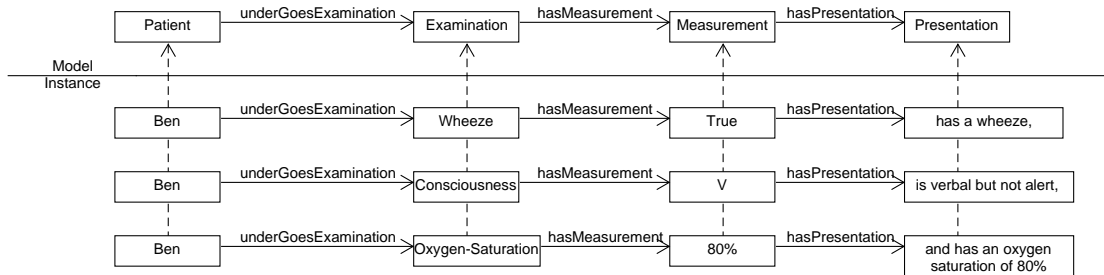 Patient underGoesExamination Examination hasMeasurement Measurement hasPresentation Presentation
Model
Instance
Ben underGoesExamination Wheeze hasMeasurement True hasPresentation has a wheeze,
Ben underGoesExamination Consciousness hasMeasurement V hasPresentation is verbal but not alert,
Ben underGoesExamination Oxygen-Saturation hasMeasurement 80% hasPresentation and has an oxygen
saturation of 80%